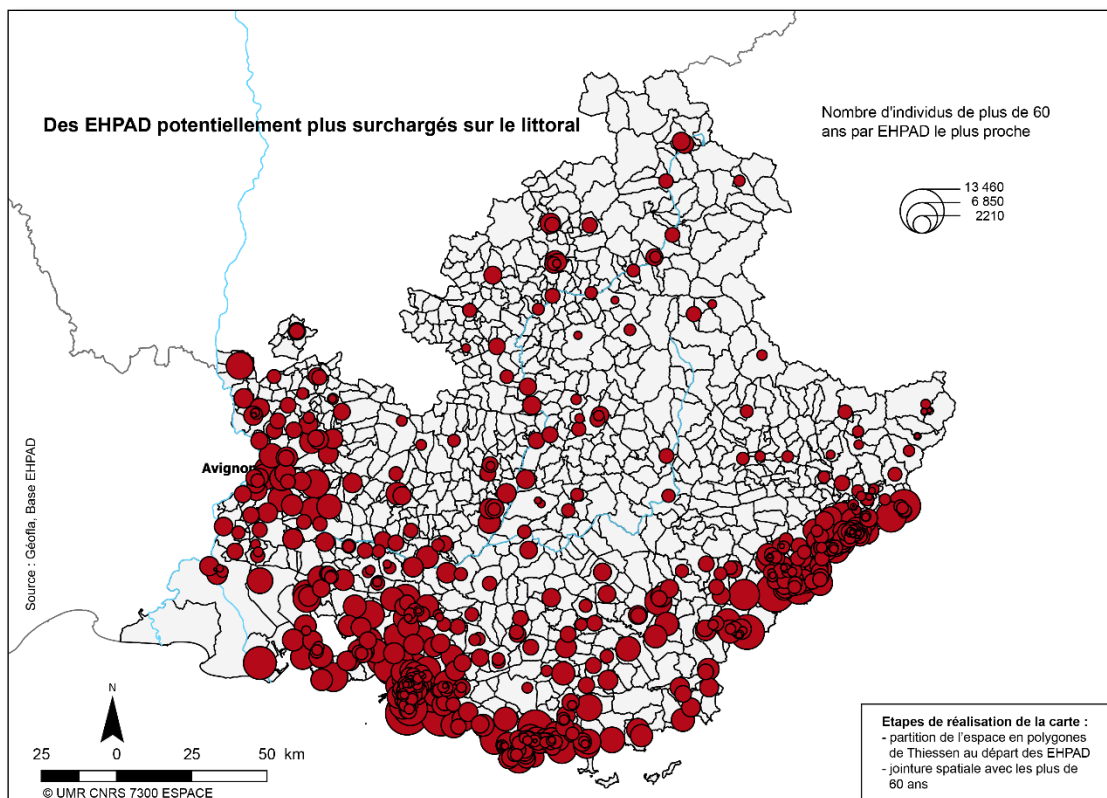 Des EHPAD potentiellement plus surchargés sur le littoral
Nombre d'individus de plus de 60
ans par EHPAD le plus proche
13 460
6 850
2210
Avignon
Source : Géofla, Base EHPAD
N
25 0 25 50 km
© UMR CNRS 7300 ESPACE
Etapes de réalisation de la carte :
- partition de l'espace en polygones
de Thiessen au départ des EHPAD
- jointure spatiale avec les plus de
60 ans